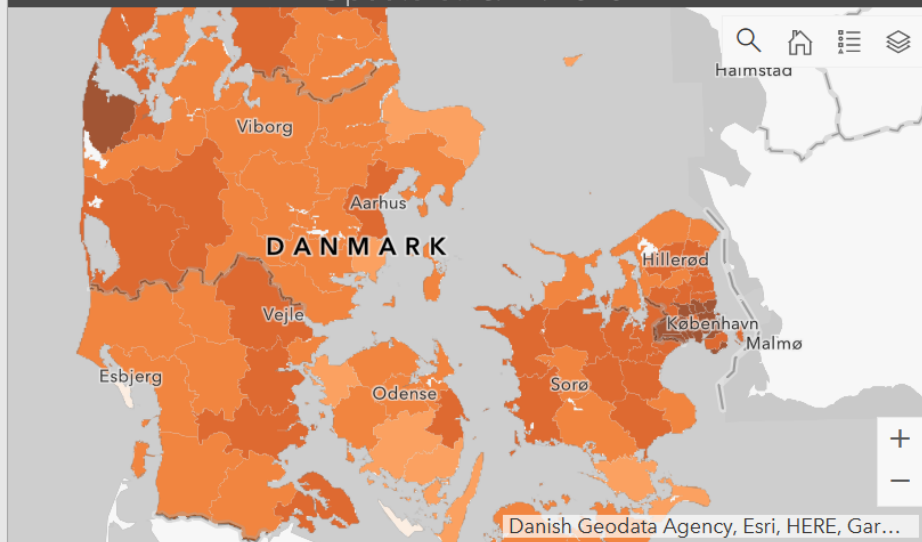 Halmstad
Viborg
Aarhus
DANMARK
Hillerød
Vejle
København
Malmø
Esbjerg
Sorø
Odense
+
−
Danish Geodata Agency, Esri, HERE, Gar...